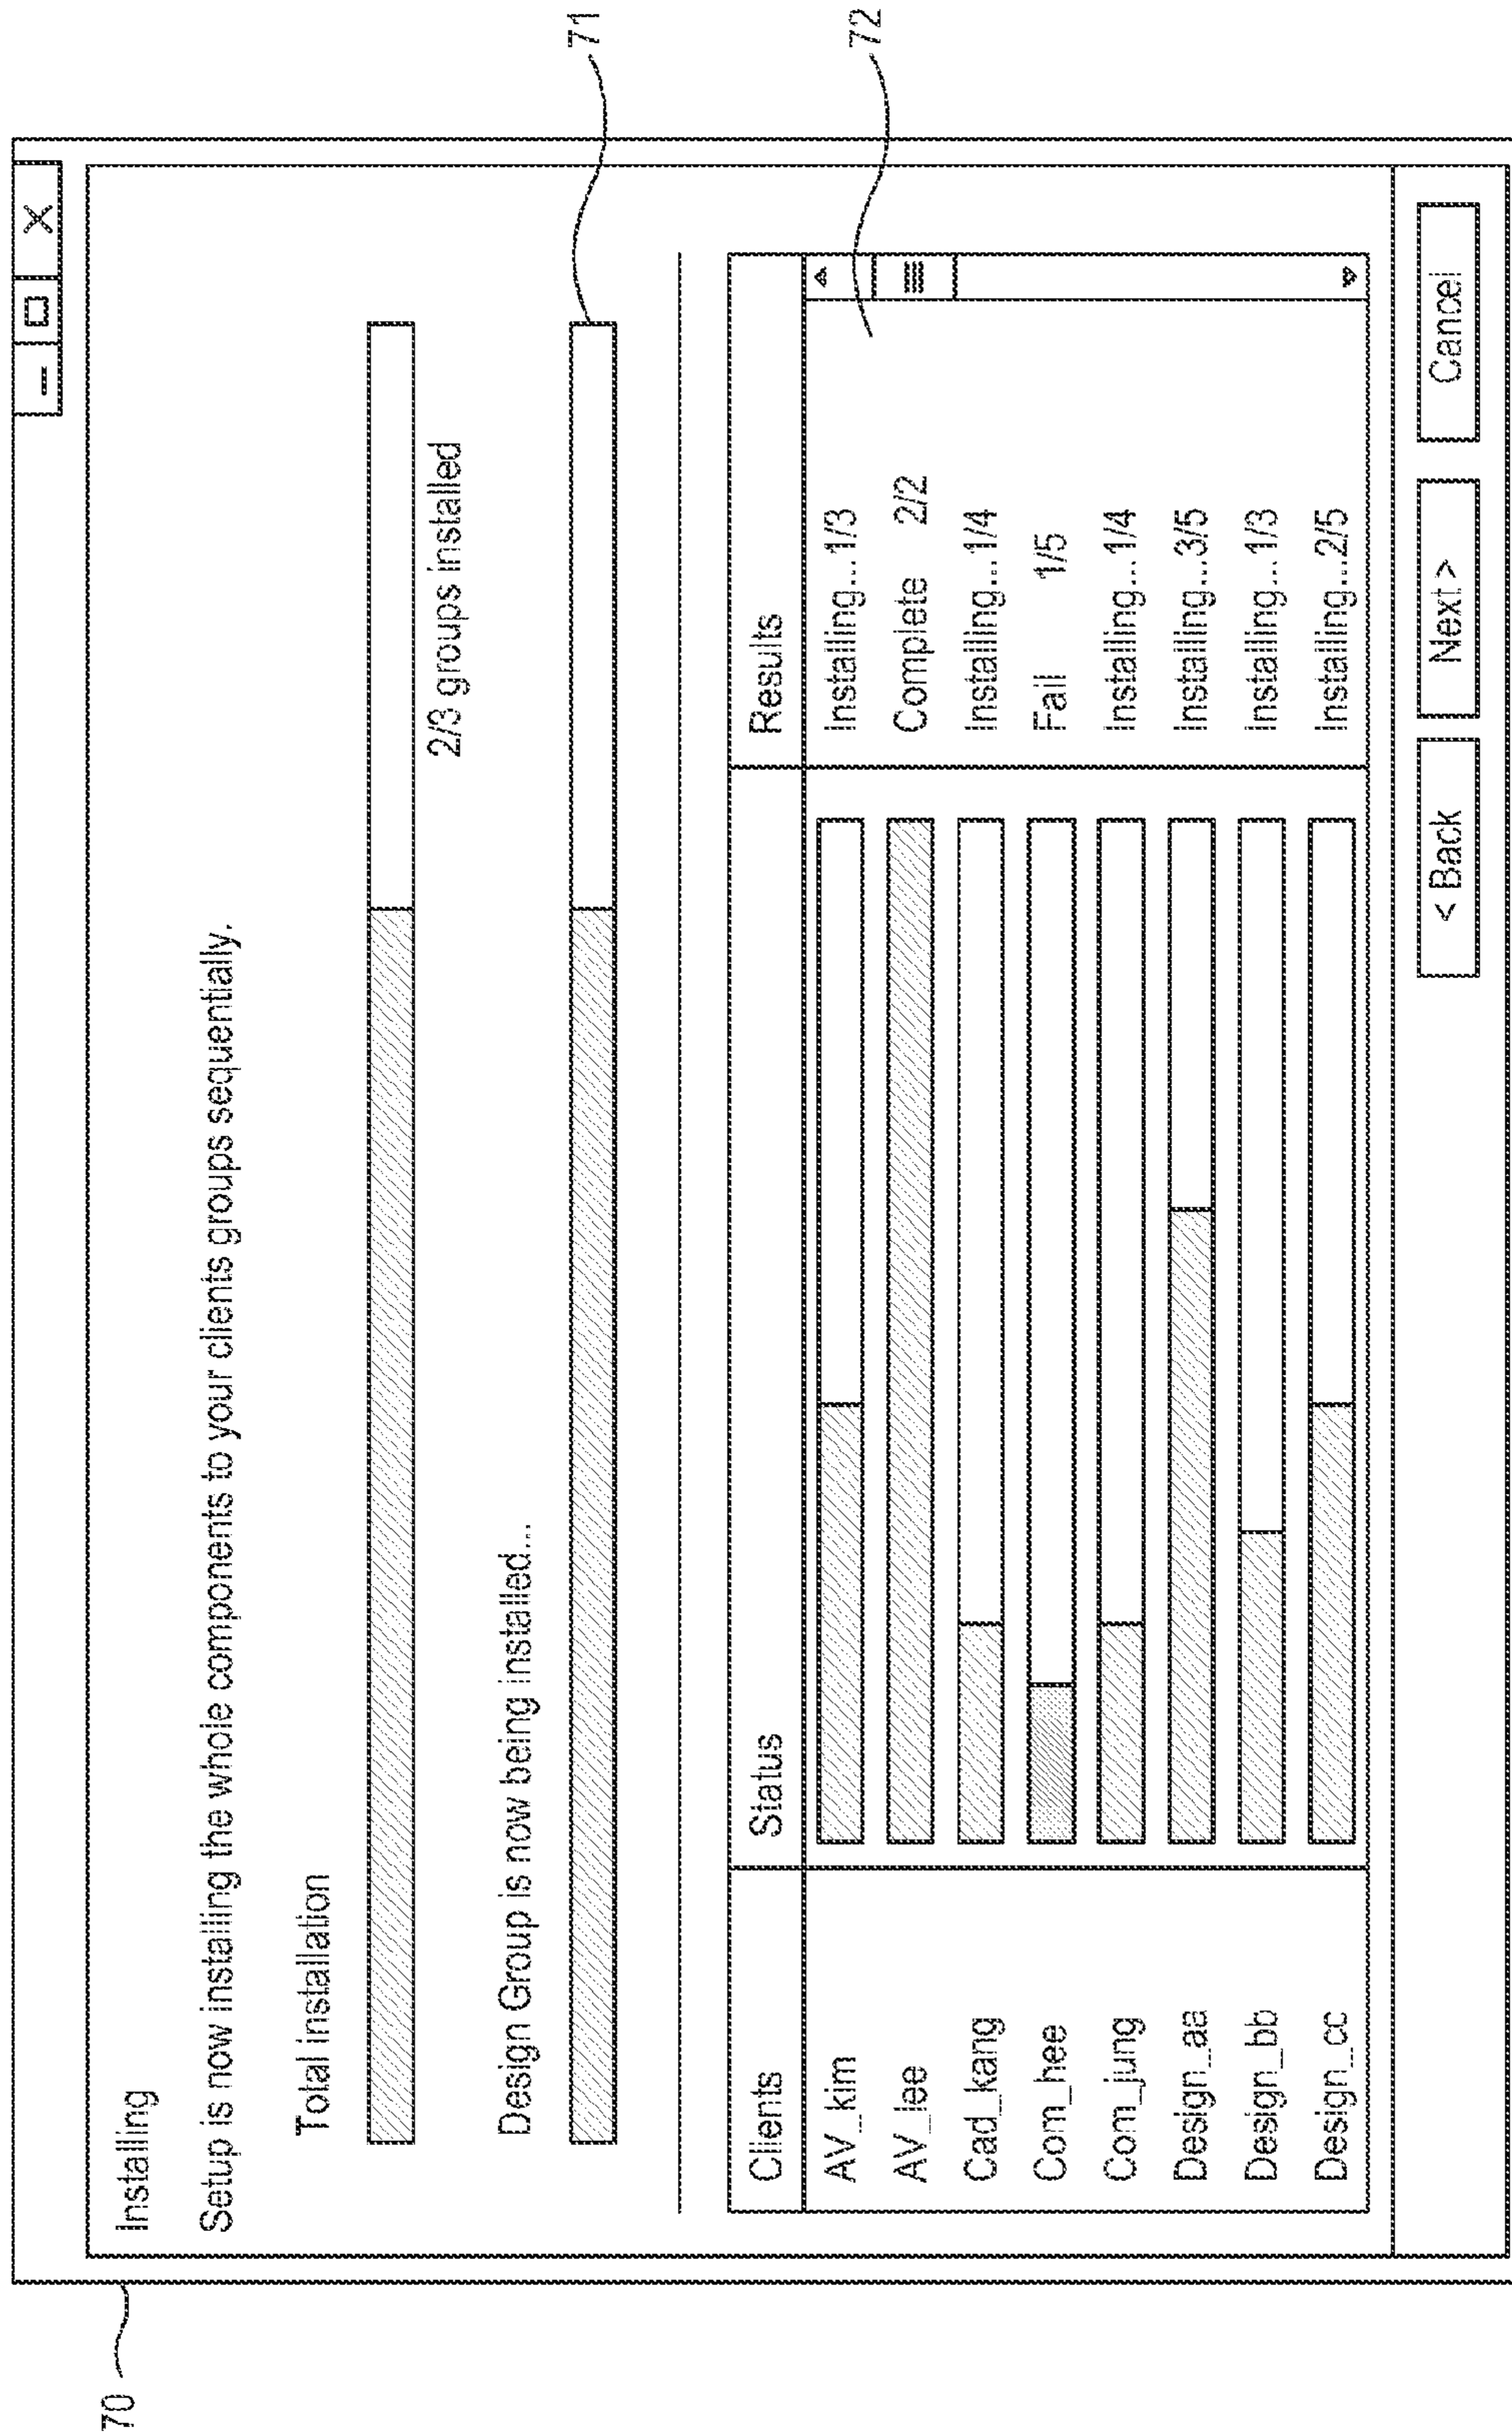 70
Installing
Setup is now installing the whole components to your clients groups sequentially.
Total installation
2/3 groups installed
Design Group is now being installed...
71
Clients Status Results
72
AV_kim Installing...1/3
AV_lee Complete 2/2
Cad_kang Installing...1/4
Com_hee Fail 1/5
Com_jung Installing...1/4
Design_aa Installing...3/5
Design_bb Installing...1/3
Design_cc Installing...2/5
< Back Next > Cancel